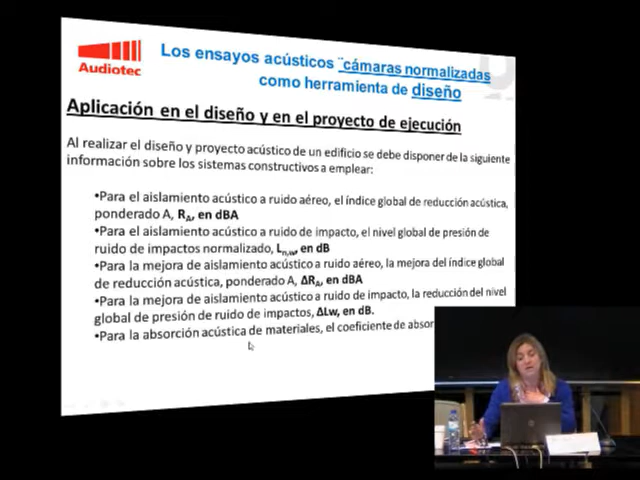 Audiotec
Los ensayos acústicos ¨cámaras normalizadas
como herramienta de diseño
Aplicación en el diseño y en el proyecto de ejecución
Al realizar el diseño y proyecto acústico de un edificio se debe disponer de la siguiente
información sobre los sistemas constructivos a emplear:
•Para el aislamiento acústico a ruido aéreo, el índice global de reducción acústica,
ponderado A, RA, en dBA
•Para el aislamiento acústico a ruido de impacto, el nivel global de presión de
ruido de impactos normalizado, Ln,w, en dB
•Para la mejora de aislamiento acústico a ruido aéreo, la mejora del índice global
de reducción acústica, ponderado A, ΔRA, en dBA
•Para la mejora de aislamiento acústico a ruido de impacto, la reducción del nivel
global de presión de ruido de impactos, ΔLw, en dB.
•Para la absorción acústica de materiales, el coeficiente de absor